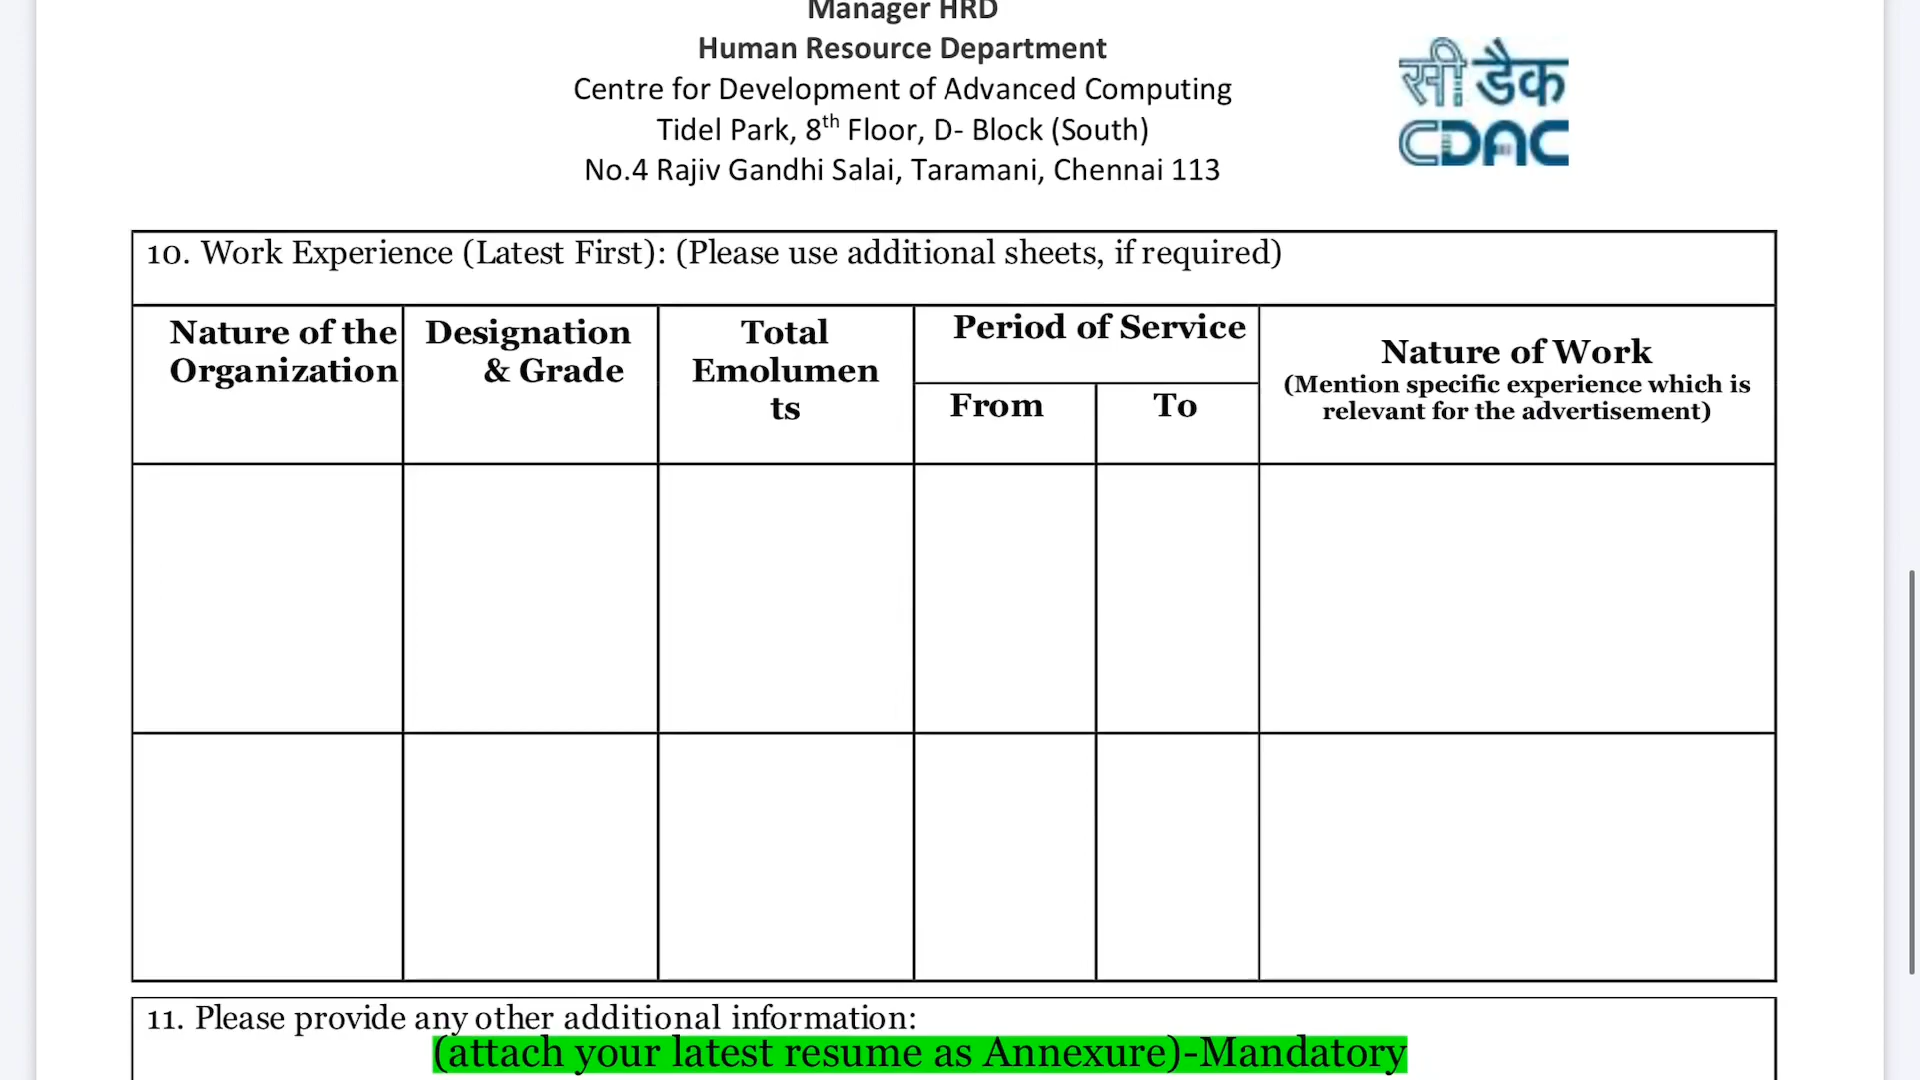 Manager HRD
Human Resource Department
Centre for Development of Advanced Computing
Tidel Park, 8th Floor, D- Block (South)
No.4 Rajiv Gandhi Salai, Taramani, Chennai 113
सी डैक
CDAC
10. Work Experience (Latest First): (Please use additional sheets, if required)
Nature of the
Organization
Designation
& Grade
Total
Emolumen
ts
Period of Service
From
To
Nature of Work
(Mention specific experience which is
relevant for the advertisement)
11. Please provide any other additional information:
(attach your latest resume as Annexure)-Mandatory